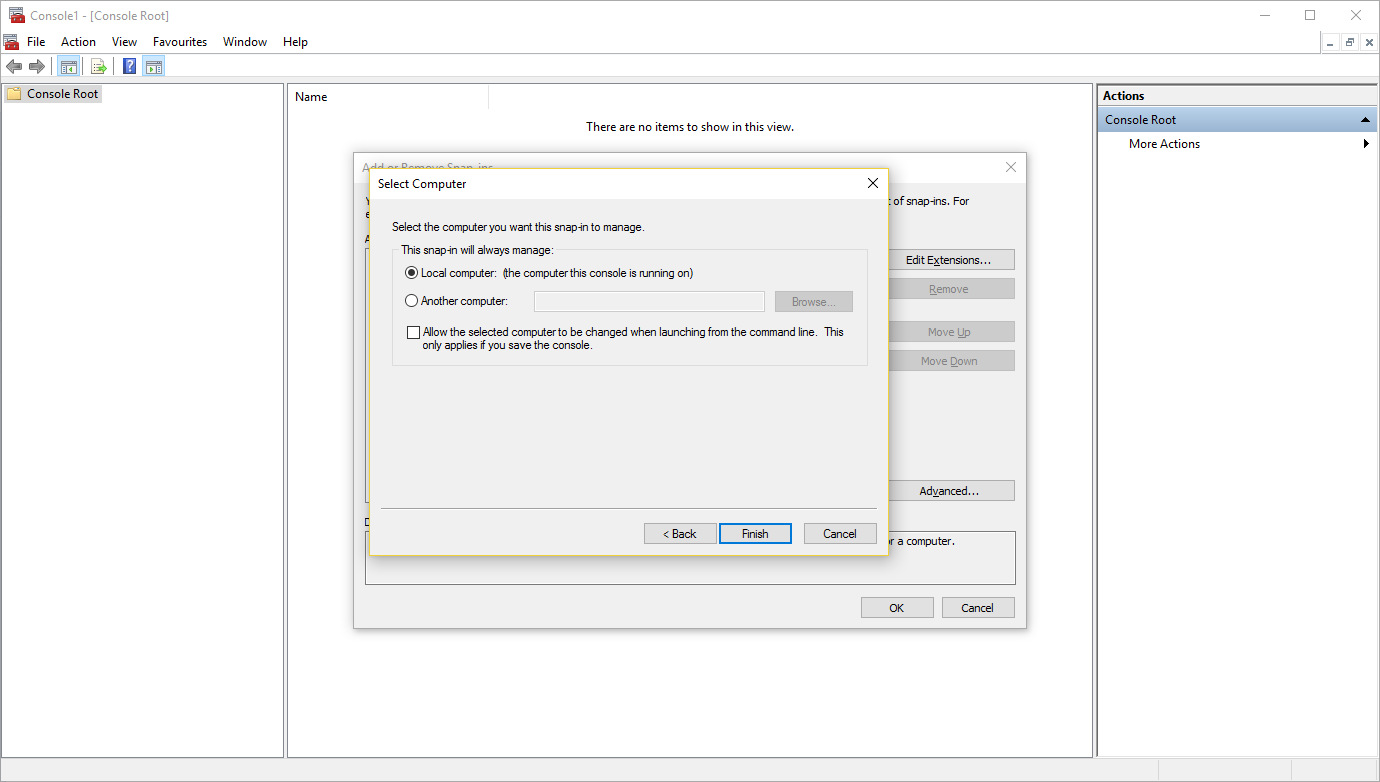 Console1 - [Console Root]
File Action View Favourites Window Help
Console Root
Name
There are no items to show in this view.
Actions
Console Root
More Actions
Select Computer
Select the computer you want this snap-in to manage.
This snap-in will always manage:
Local computer: (the computer this console is running on)
Another computer:
Browse...
Allow the selected computer to be changed when launching from the command line. This
only applies if you save the console.
< Back
Finish
Cancel
Add or Remove Snap-ins
of snap-ins. For
Edit Extensions...
Remove
Move Up
Move Down
Advanced...
a computer.
OK
Cancel